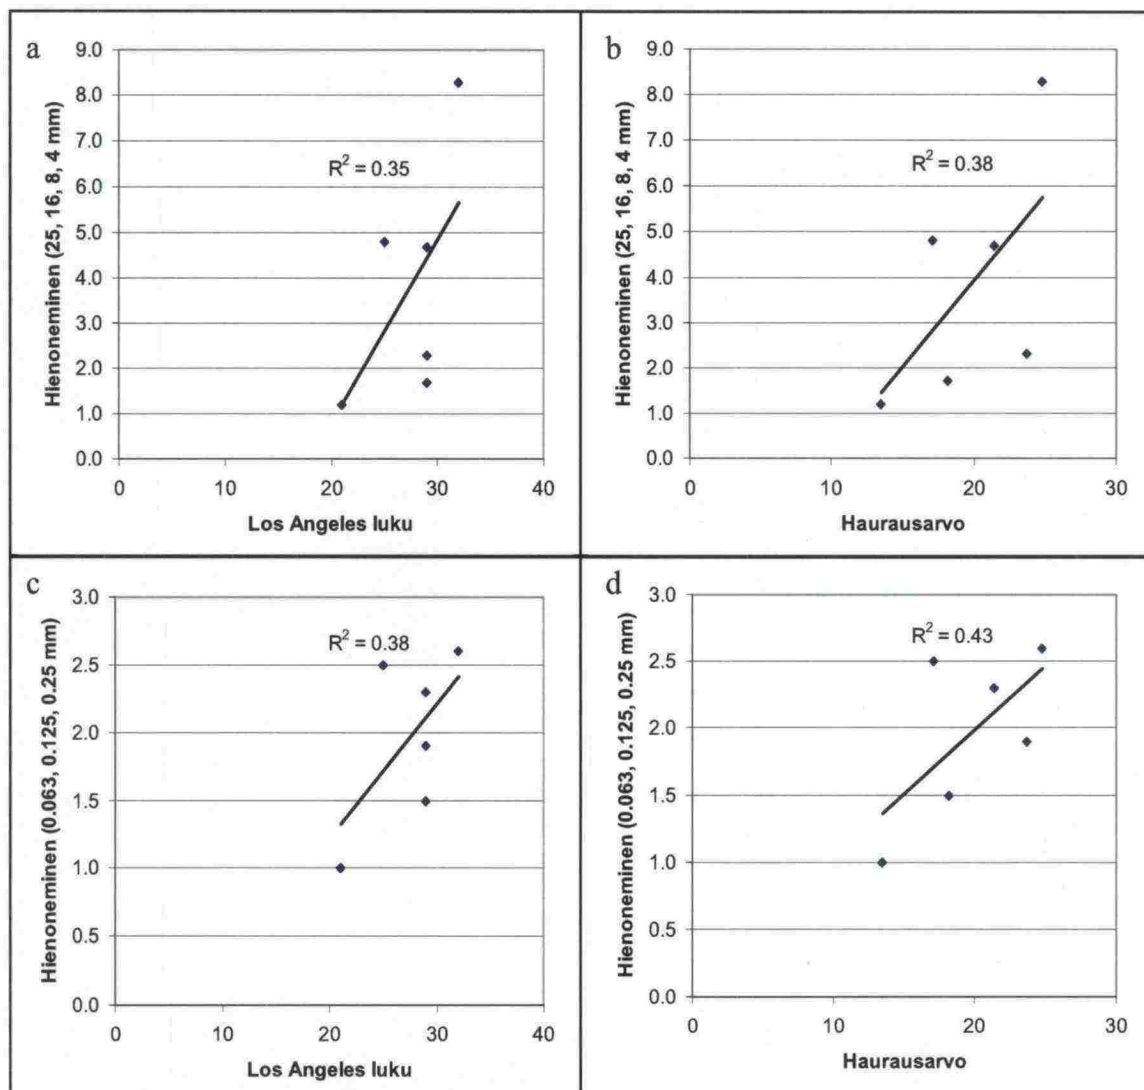 a
Hienoneminen (25, 16, 8, 4 mm)
9.0
8.0
7.0
6.0
5.0
4.0
3.0
2.0
1.0
0.0
R² = 0.35
0 10 20 30 40
Los Angeles luku
b
Hienoneminen (25, 16, 8, 4 mm)
9.0
8.0
7.0
6.0
5.0
4.0
3.0
2.0
1.0
0.0
R² = 0.38
0 10 20 30
Haurausarvo
c
Hienoneminen (0.063, 0.125, 0.25 mm)
3.0
2.5
2.0
1.5
1.0
0.5
0.0
R² = 0.38
0 10 20 30 40
Los Angeles luku
d
Hienoneminen (0.063, 0.125, 0.25 mm)
3.0
2.5
2.0
1.5
1.0
0.5
0.0
R² = 0.43
0 10 20 30
Haurausarvo